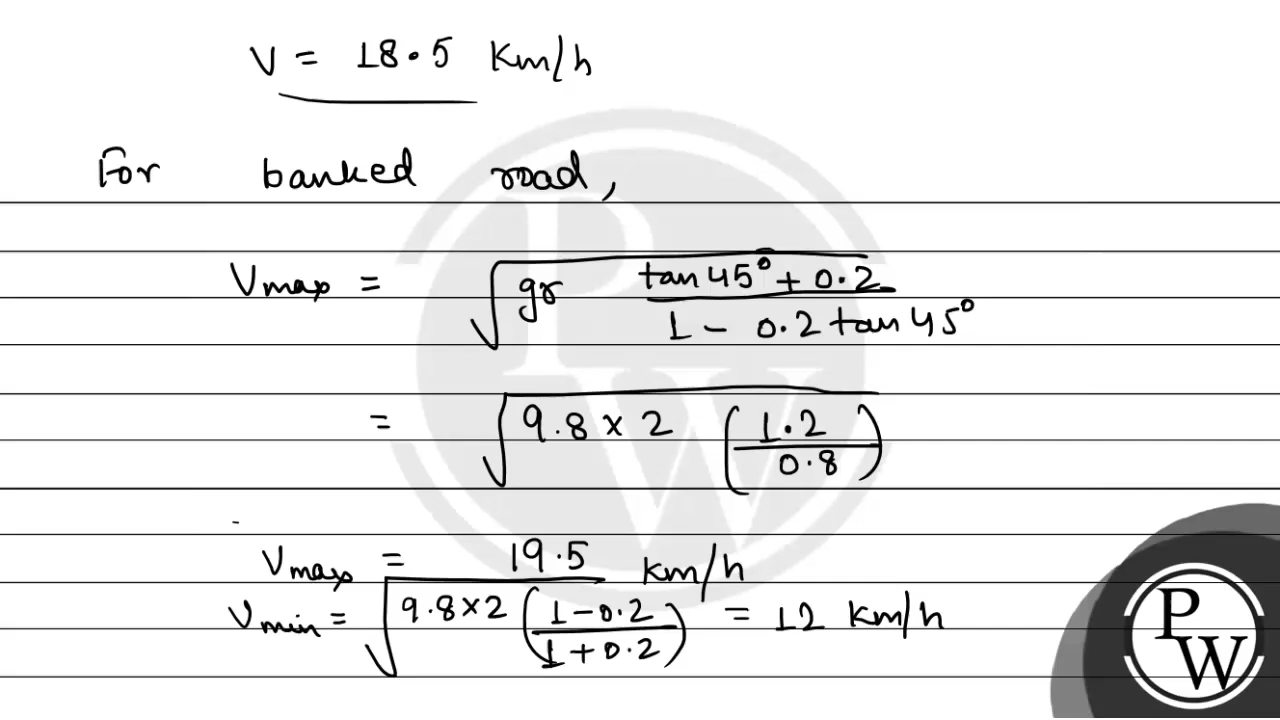 V = 18.5 Km/h
For banked road,
Vmax = √gr (tan 45° + 0.2)/(1 - 0.2 tan 45°)
= √9.8 × 2 (1.2/0.8)
Vmax = 19.5 Km/h
Vmin = √9.8 × 2 ((1 - 0.2)/(1 + 0.2)) = 12 Km/h
PW
PW